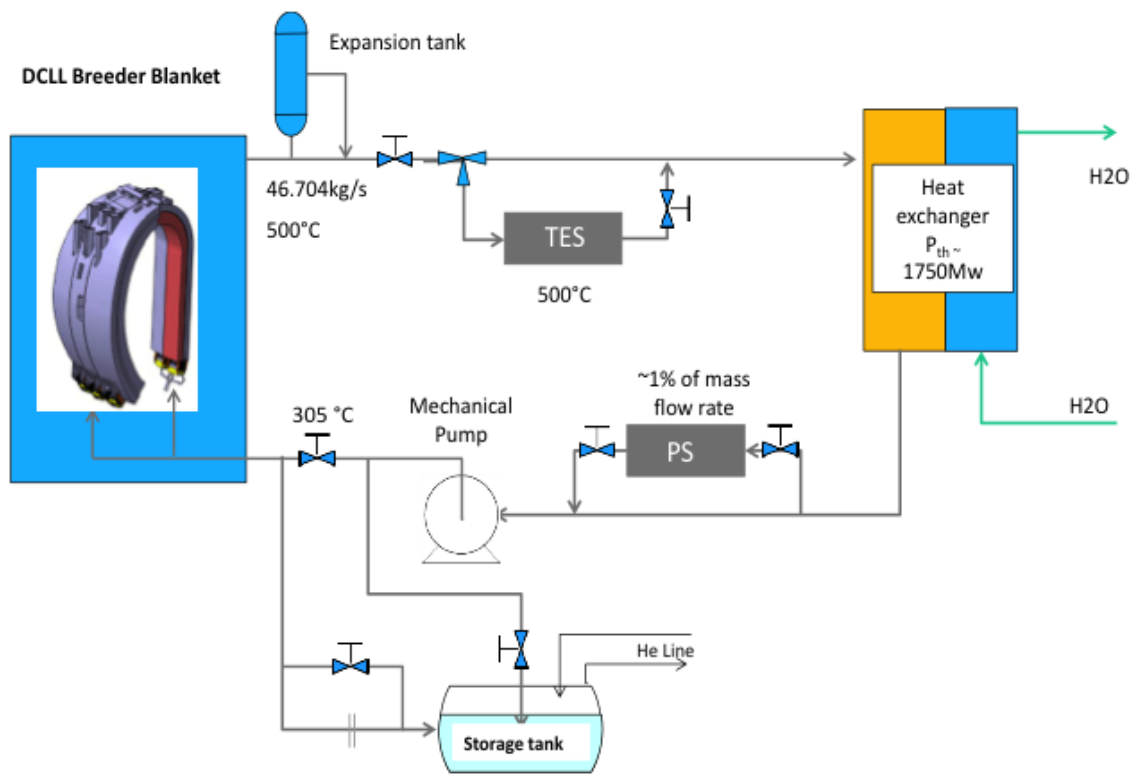 Expansion tank
DCLL Breeder Blanket
46.704kg/s
500°C
TES
500°C
Heat
exchanger
P_th ~
1750Mw
H2O
H2O
305 °C
Mechanical
Pump
~1% of mass
flow rate
PS
He Line
Storage tank